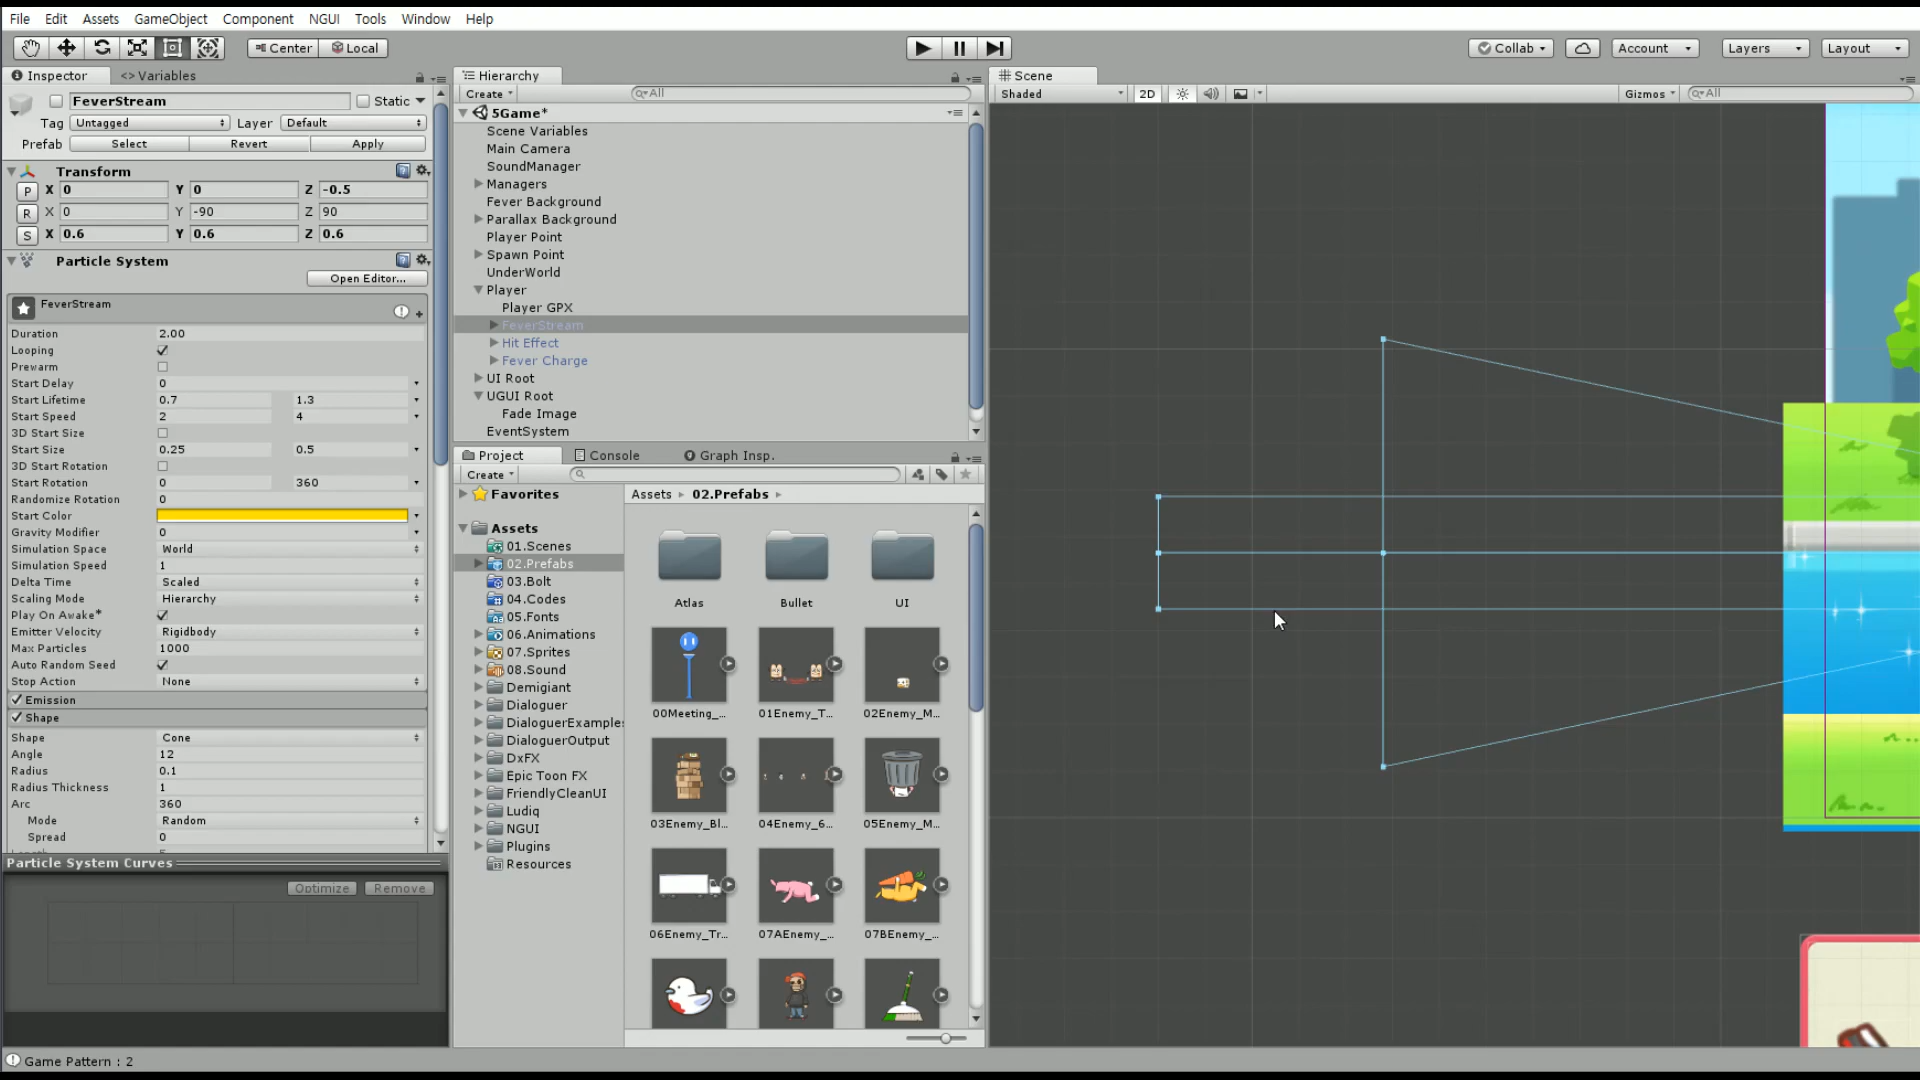 File Edit Assets GameObject Component NGUI Tools Window Help
Center Local Collab Account Layers Layout
Inspector <> Variables
FeverStream Static
Tag Untagged Layer Default
Prefab Select Revert Apply
Transform
P X 0 Y 0 Z -0.5
R X 0 Y -90 Z 90
S X 0.6 Y 0.6 Z 0.6
Particle System
Open Editor...
FeverStream
Duration 2.00
Looping
Prewarm
Start Delay 0
Start Lifetime 0.7 1.3
Start Speed 2 4
3D Start Size
Start Size 0.25 0.5
3D Start Rotation
Start Rotation 0 360
Randomize Rotation 0
Start Color
Gravity Modifier 0
Simulation Space World
Simulation Speed 1
Delta Time Scaled
Scaling Mode Hierarchy
Play On Awake*
Emitter Velocity Rigidbody
Max Particles 1000
Auto Random Seed
Stop Action None
Emission
Shape
Shape Cone
Angle 12
Radius 0.1
Radius Thickness 1
Arc 360
Mode Random
Spread 0
Particle System Curves
Optimize Remove
Game Pattern : 2
Hierarchy
Create All
5Game*
Scene Variables
Main Camera
SoundManager
Managers
Fever Background
Parallax Background
Player Point
Spawn Point
UnderWorld
Player
Player GPX
FeverStream
Hit Effect
Fever Charge
UI Root
UGUI Root
Fade Image
EventSystem
Project Console Graph Insp.
Create
Favorites
Assets
01.Scenes
02.Prefabs
03.Bolt
04.Codes
05.Fonts
06.Animations
07.Sprites
08.Sound
Demigiant
Dialoguer
DialoguerExamples
DialoguerOutput
DxFX
Epic Toon FX
FriendlyCleanUI
Ludiq
NGUI
Plugins
Resources
Assets 02.Prefabs
Atlas Bullet UI
00Meeting_... 01Enemy_T... 02Enemy_M...
03Enemy_Bl... 04Enemy_6... 05Enemy_M...
06Enemy_Tr... 07AEnemy_... 07BEnemy_...
Scene
Shaded 2D Gizmos All